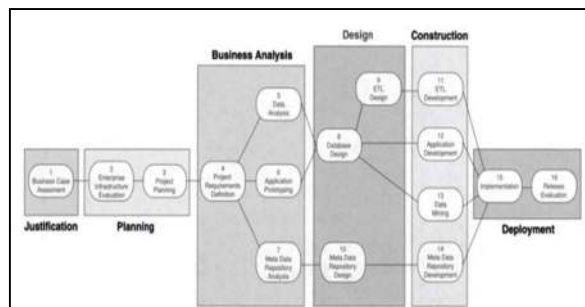 Justification
1
Business Case
Assessment
Planning
2
Enterprise
Infrastructure
Evaluation
3
Project
Planning
Business Analysis
4
Project
Requirements
Definition
5
Data
Analysis
6
Application
Prototyping
7
Meta Data
Repository
Analysis
Design
8
Database
Design
9
ETL
Design
10
Meta Data
Repository
Design
Construction
11
ETL
Development
12
Application
Development
13
Data
Mining
14
Meta Data
Repository
Development
15
Implementation
16
Release
Evaluation
Deployment